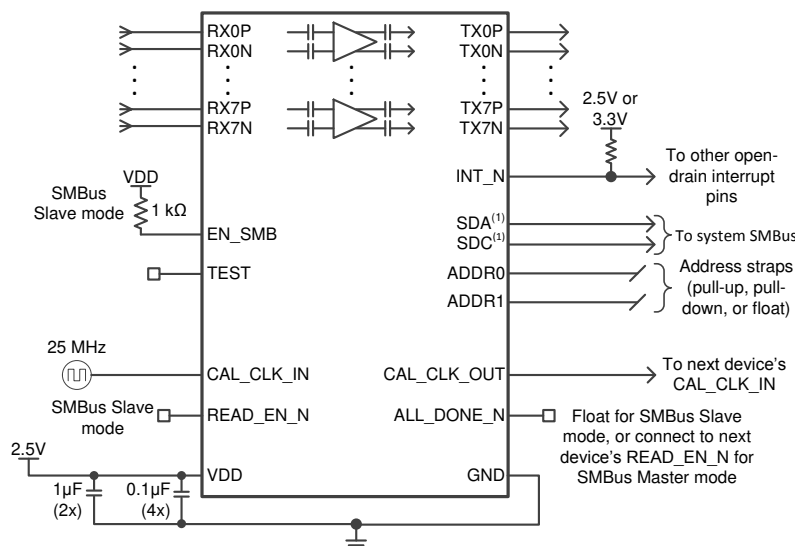 RX0P
RX0N
RX7P
RX7N
TX0P
TX0N
TX7P
TX7N
2.5V or
3.3V
INT_N
To other open-
drain interrupt
pins
VDD
SMBus
Slave mode
1 kΩ
EN_SMB
SDA(1)
SDC(1)
To system SMBus
TEST
ADDR0
ADDR1
Address straps
(pull-up, pull-
down, or float)
25 MHz
CAL_CLK_IN
CAL_CLK_OUT
To next device's
CAL_CLK_IN
SMBus Slave
mode
READ_EN_N
ALL_DONE_N
Float for SMBus Slave
mode, or connect to next
device's READ_EN_N for
SMBus Master mode
2.5V
VDD
GND
1μF
(2x)
0.1μF
(4x)